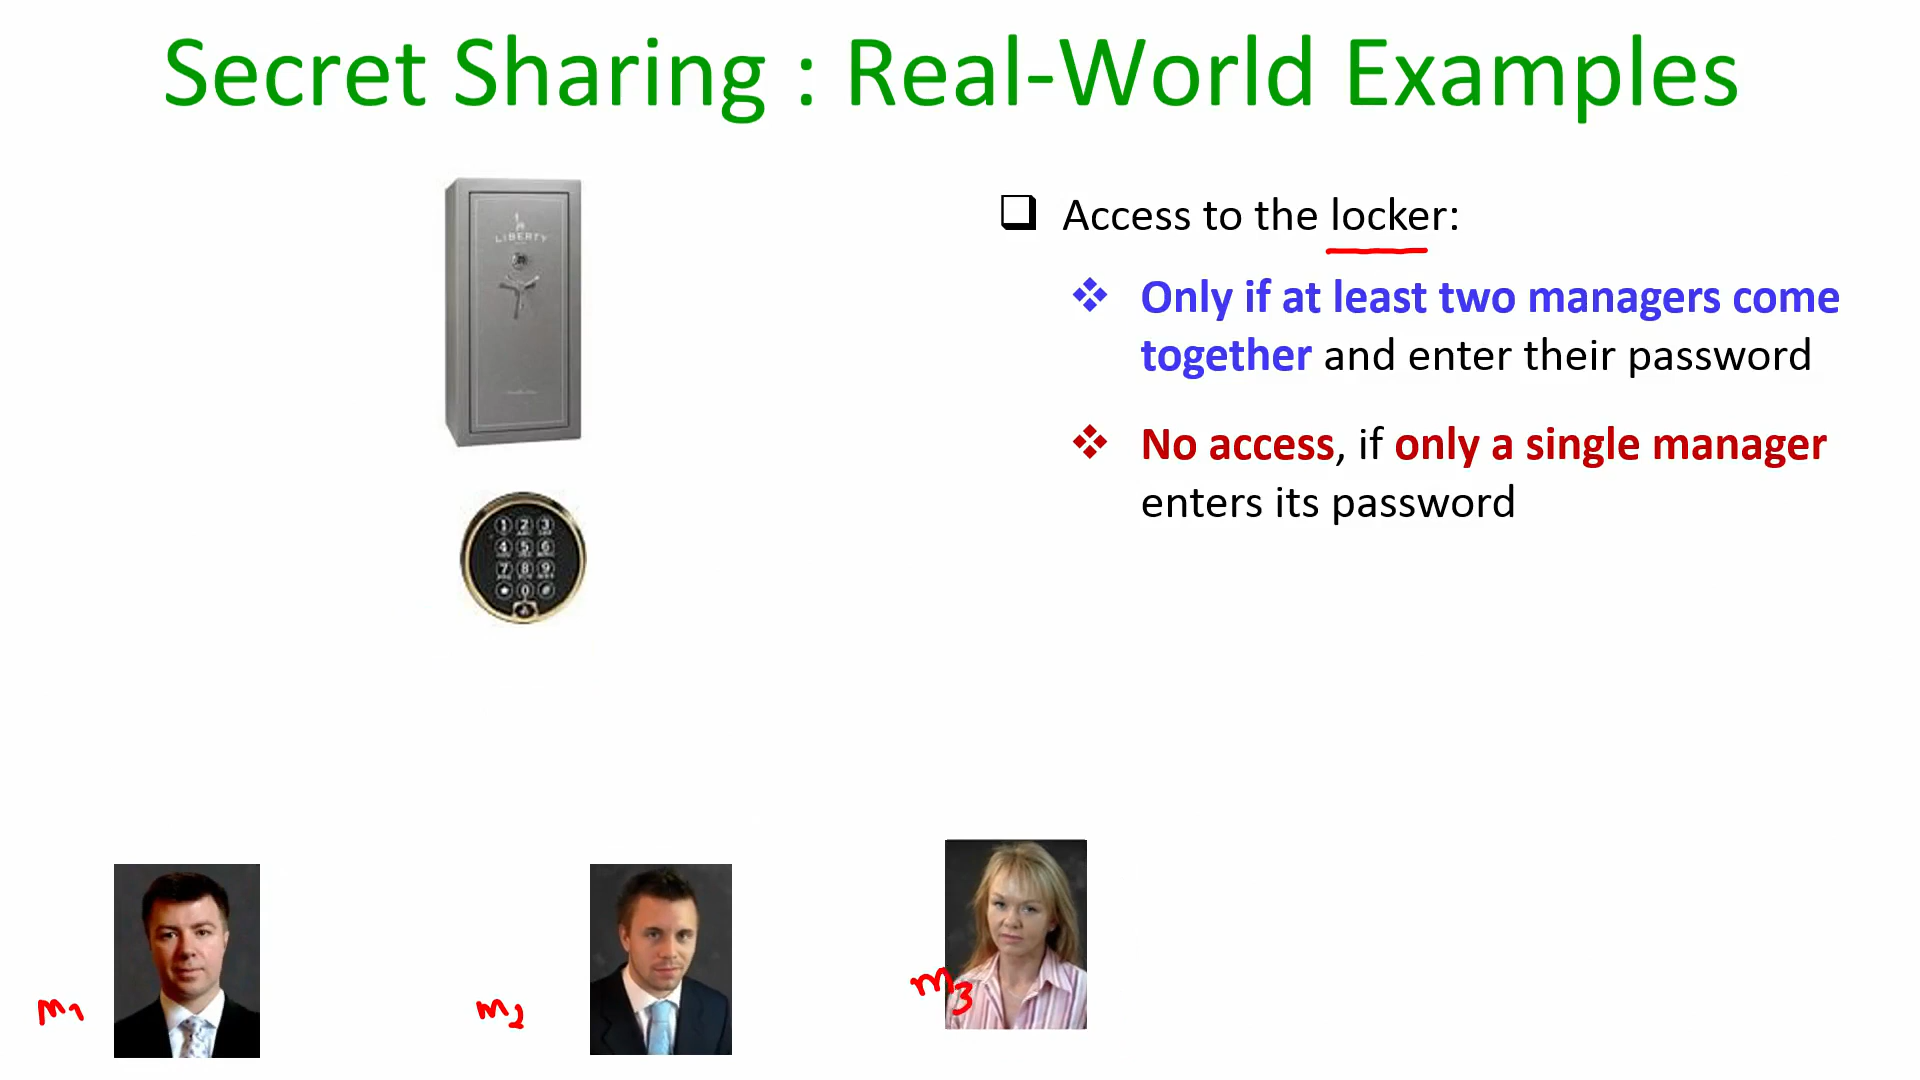 Secret Sharing : Real-World Examples
LIBERTY
Access to the locker:
Only if at least two managers come
together and enter their password
No access, if only a single manager
enters its password
1 2 3
4 5 6
7 8 9
* 0 #
m1
m2
m3